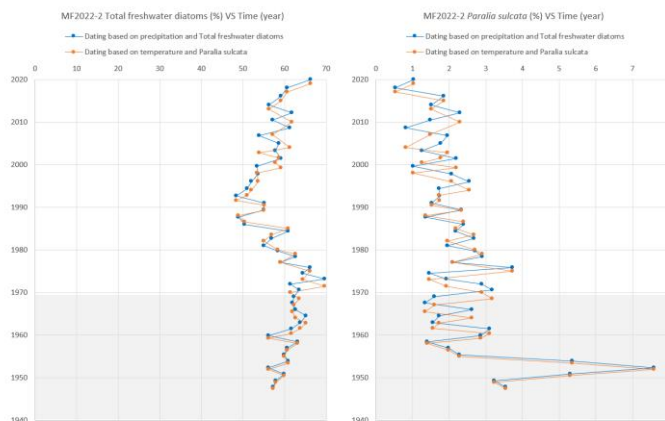 MF2022-2 Total freshwater diatoms (%) VS Time (year)
Dating based on precipitation and Total freshwater diatoms
Dating based on temperature and Paralia sulcata
0 10 20 30 40 50 60 70
2020
2010
2000
1990
1980
1970
1960
1950
1940
MF2022-2 Paralia sulcata (%) VS Time (year)
Dating based on precipitation and Total freshwater diatoms
Dating based on temperature and Paralia sulcata
0 1 2 3 4 5 6 7
2020
2010
2000
1990
1980
1970
1960
1950
1940